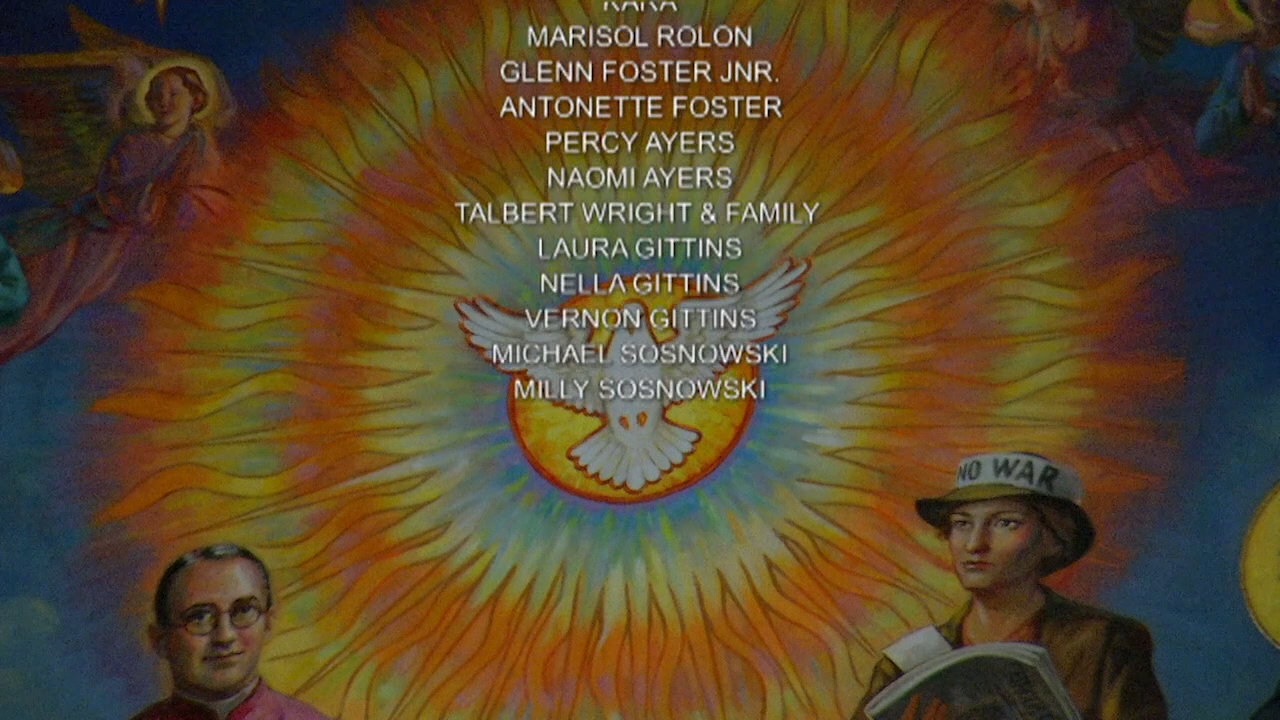 MARISOL ROLON
GLENN FOSTER JNR.
ANTONETTE FOSTER
PERCY AYERS
NAOMI AYERS
TALBERT WRIGHT & FAMILY
LAURA GITTINS
NELLA GITTINS
VERNON GITTINS
MICHAEL SOSNOWSKI
MILLY SOSNOWSKI
NO WAR